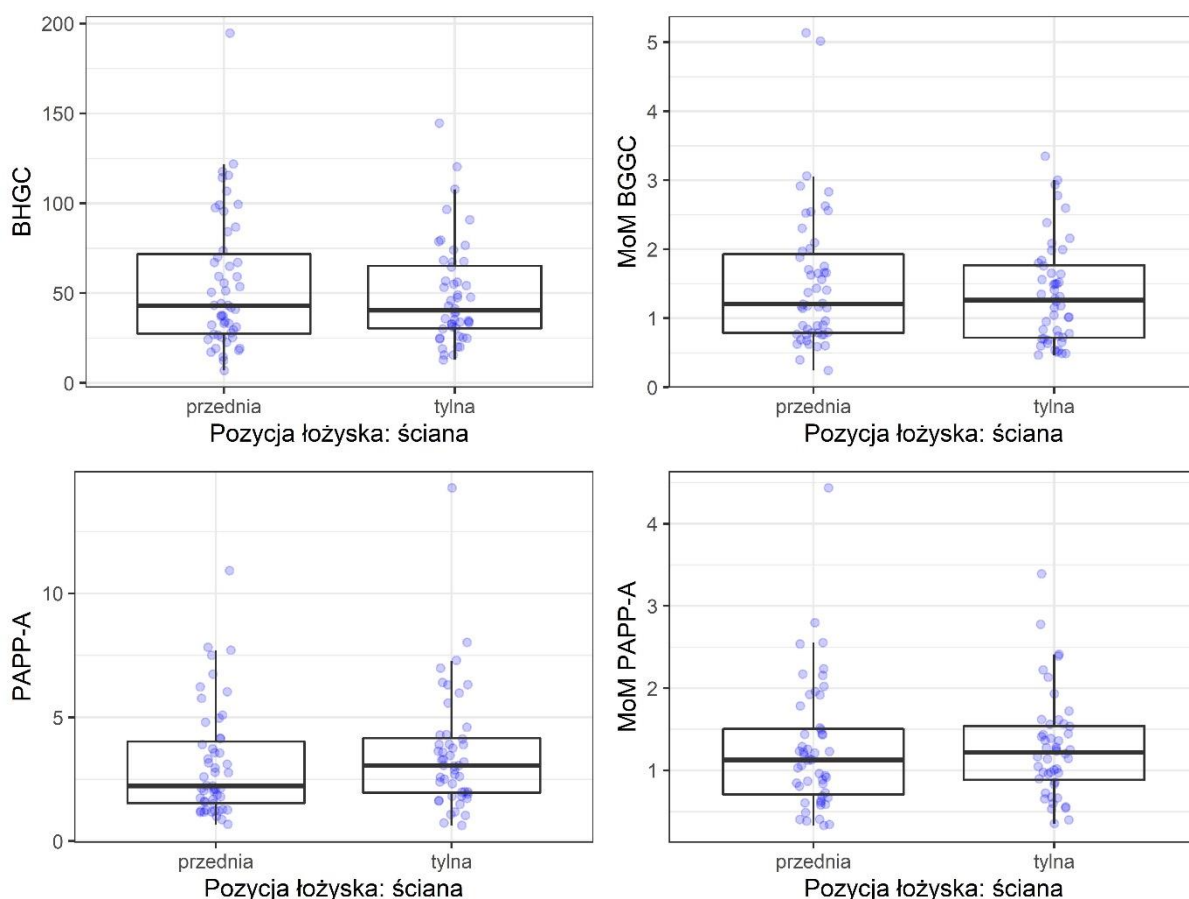 200
150
100
50
0
BHGC
przednia
tylna
Pozycja łożyska: ściana
5
4
3
2
1
0
MoM BGGC
przednia
tylna
Pozycja łożyska: ściana
10
5
0
PAPP-A
przednia
tylna
Pozycja łożyska: ściana
4
3
2
1
MoM PAPP-A
przednia
tylna
Pozycja łożyska: ściana